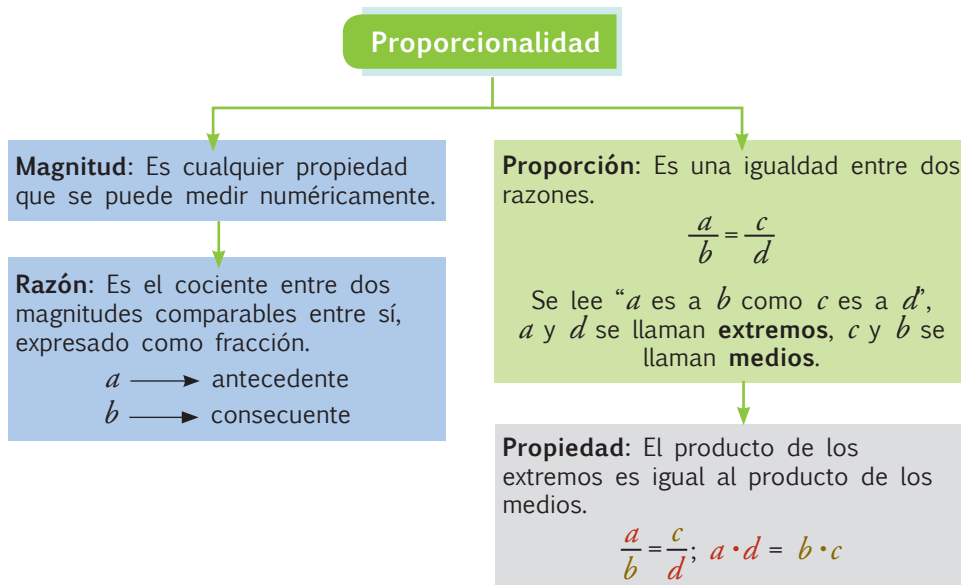 Proporcionalidad
Magnitud: Es cualquier propiedad
que se puede medir numéricamente.
Razón: Es el cociente entre dos
magnitudes comparables entre sí,
expresado como fracción.
a → antecedente
b → consecuente
Proporción: Es una igualdad entre dos
razones.
a/b = c/d
Se lee “a es a b como c es a d”,
a y d se llaman extremos, c y b se
llaman medios.
Propiedad: El producto de los
extremos es igual al producto de los
medios.
a/b = c/d; a · d = b · c